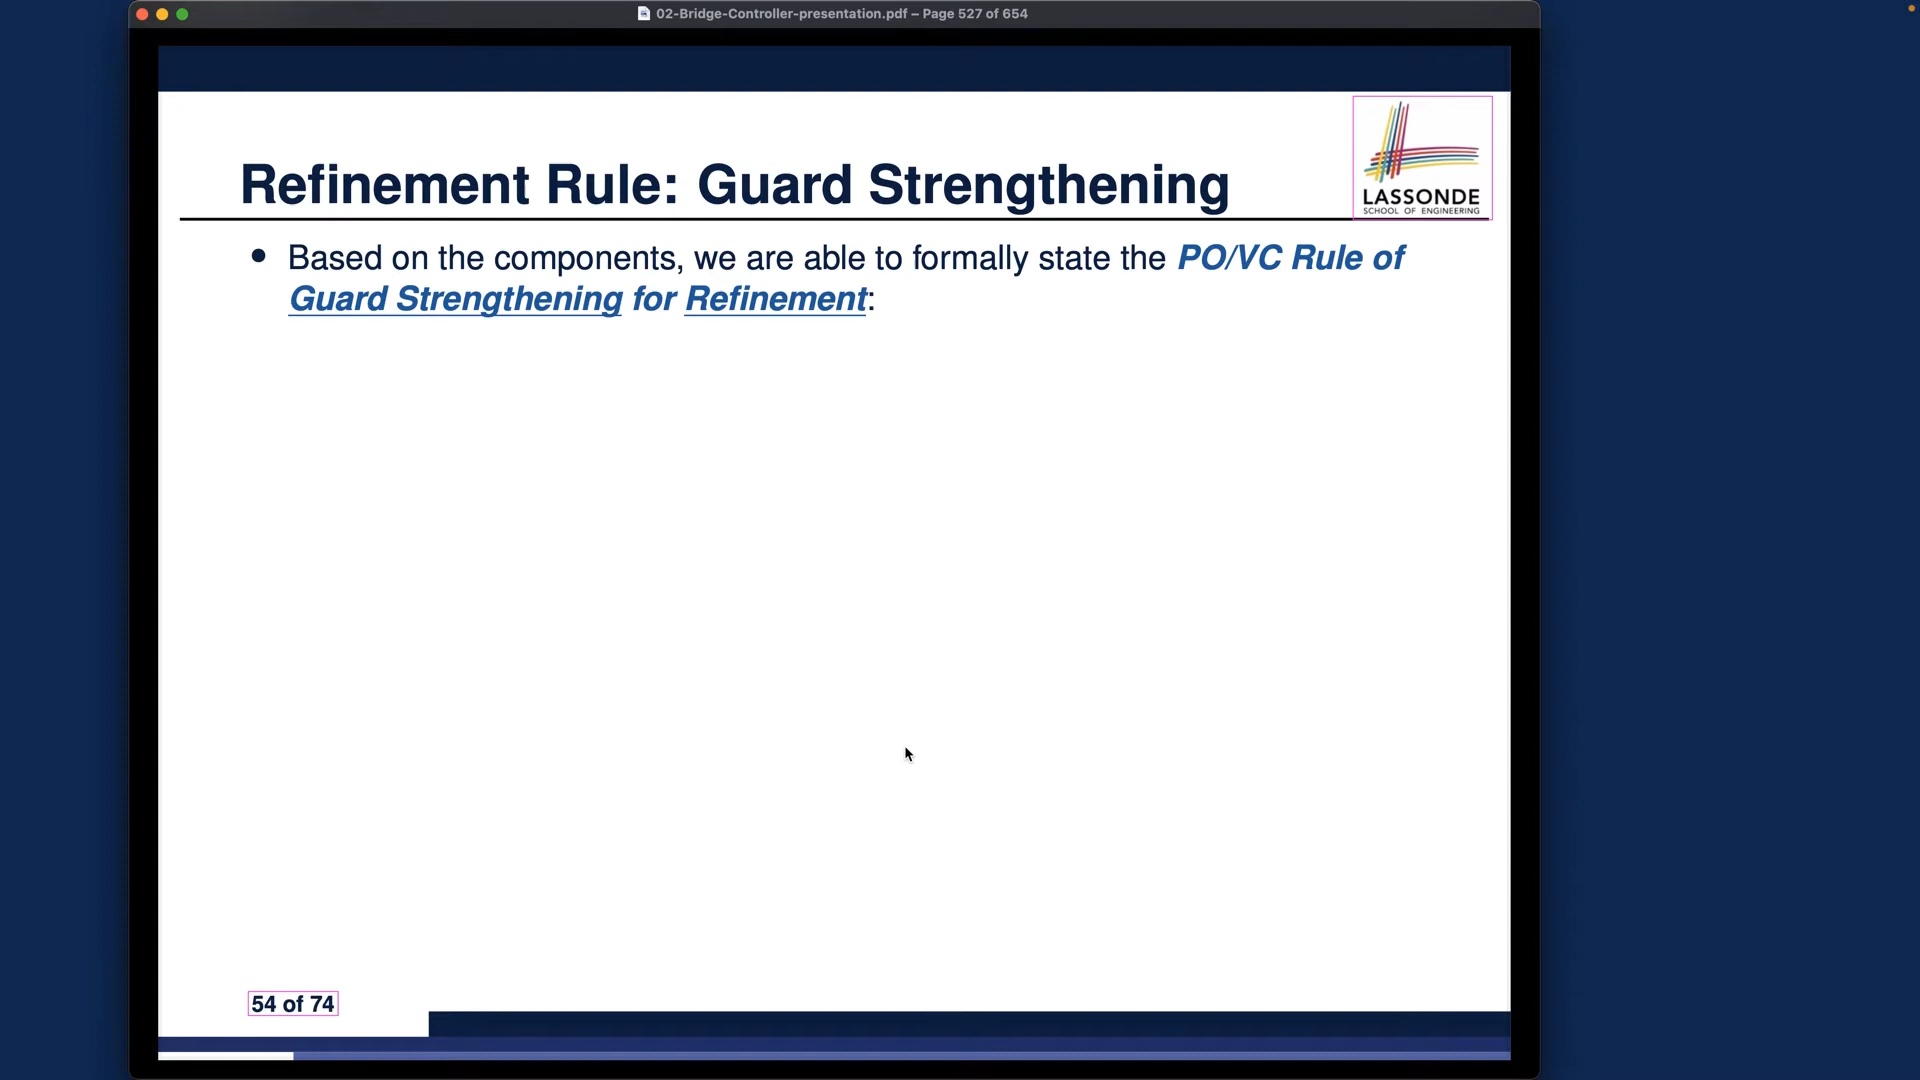 02-Bridge-Controller-presentation.pdf – Page 527 of 654
LASSONDE
SCHOOL OF ENGINEERING
Refinement Rule: Guard Strengthening
• Based on the components, we are able to formally state the PO/VC Rule of
Guard Strengthening for Refinement:
54 of 74